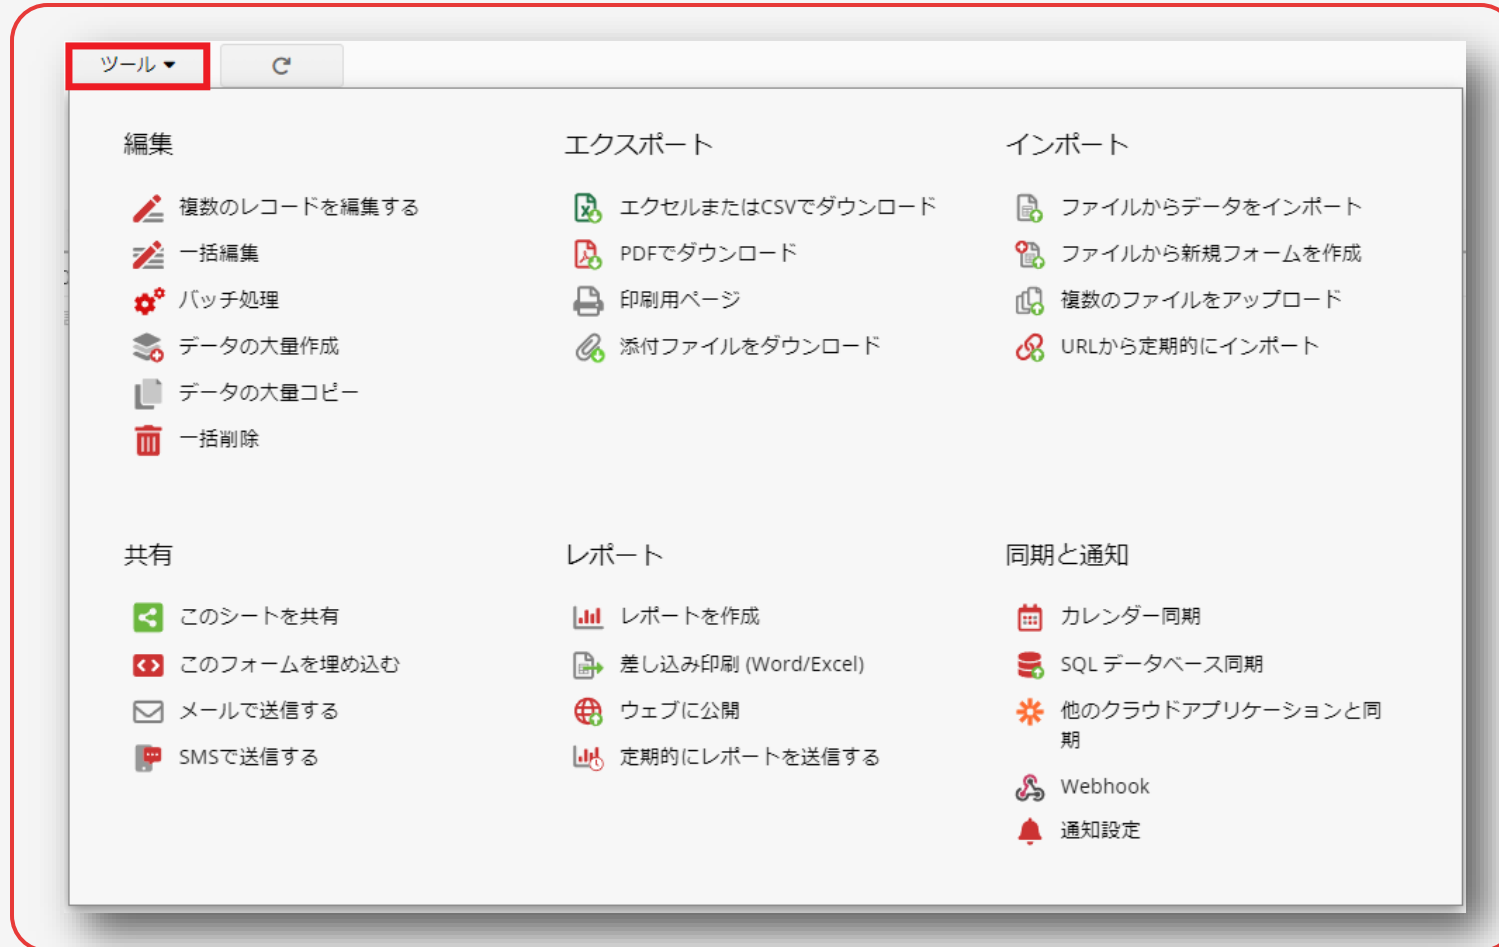 ツール
編集
複数のレコードを編集する
一括編集
バッチ処理
データの大量作成
データの大量コピー
一括削除
エクスポート
エクセルまたはCSVでダウンロード
PDFでダウンロード
印刷用ページ
添付ファイルをダウンロード
インポート
ファイルからデータをインポート
ファイルから新規フォームを作成
複数のファイルをアップロード
URLから定期的にインポート
共有
このシートを共有
このフォームを埋め込む
メールで送信する
SMSで送信する
レポート
レポートを作成
差し込み印刷 (Word/Excel)
ウェブに公開
定期的にレポートを送信する
同期と通知
カレンダー同期
SQL データベース同期
他のクラウドアプリケーションと同
期
Webhook
通知設定